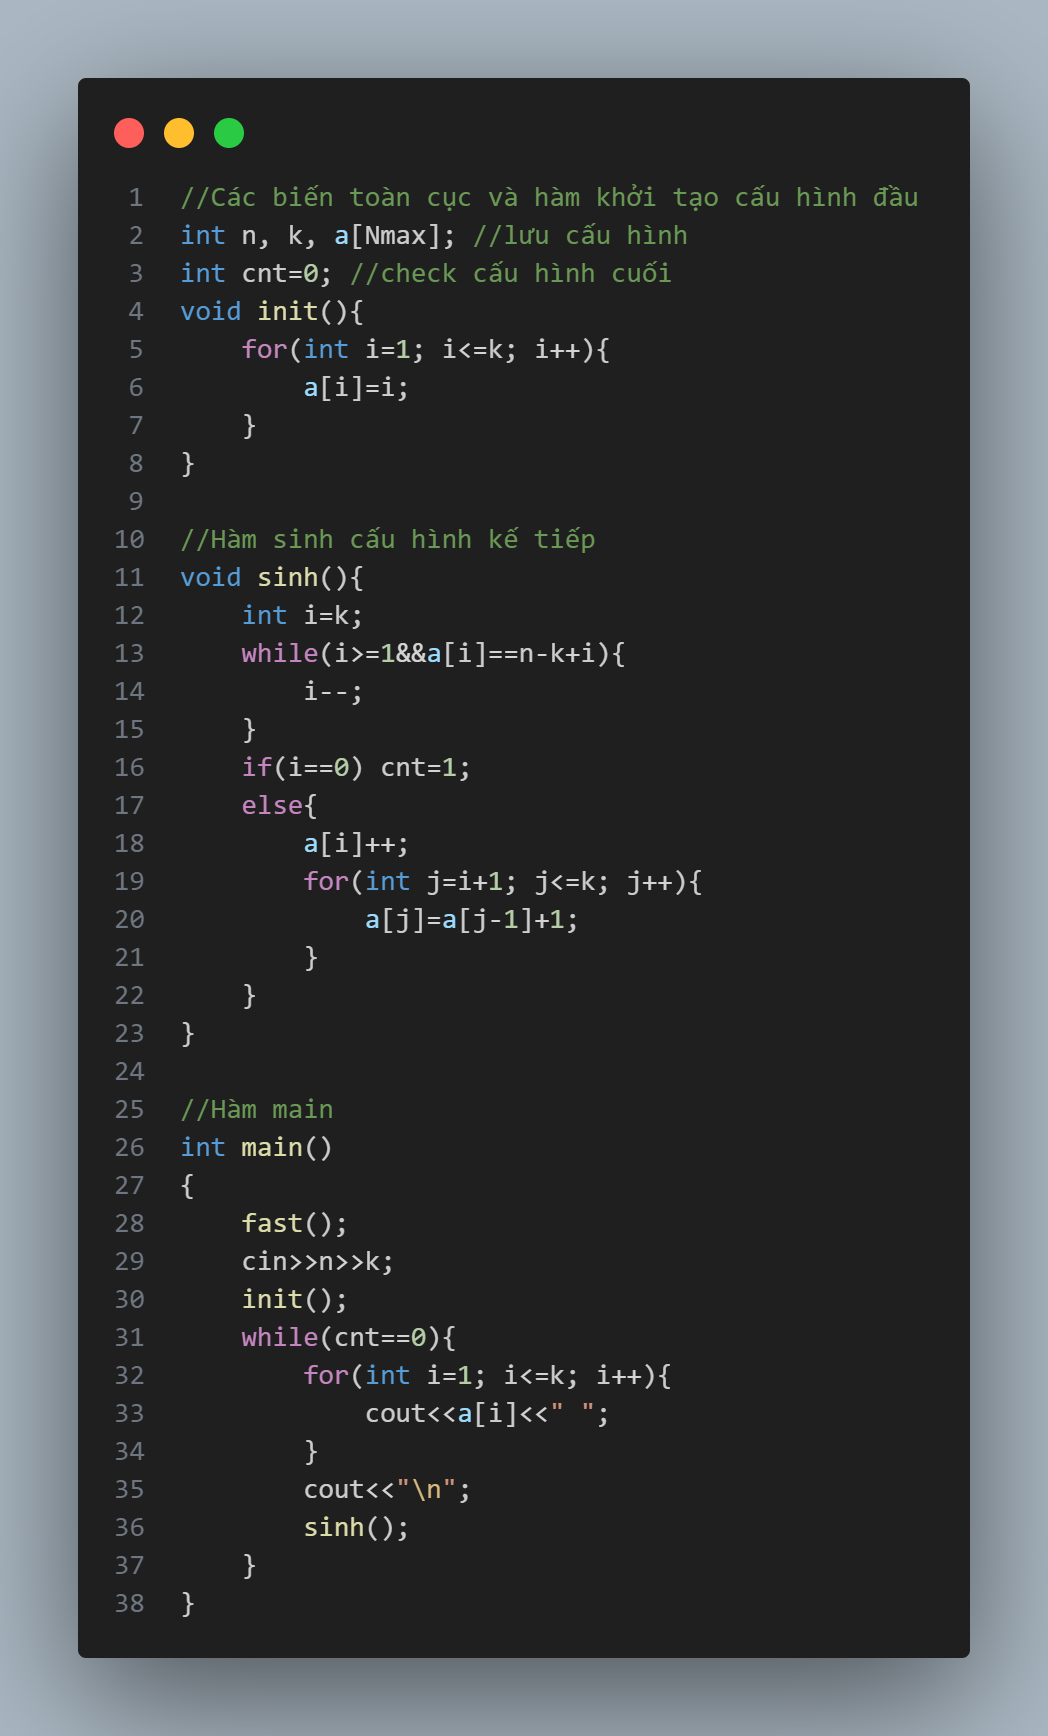 1 //Các biến toàn cục và hàm khởi tạo cấu hình đầu
2 int n, k, a[Nmax]; //lưu cấu hình
3 int cnt=0; //check cấu hình cuối
4 void init(){
5     for(int i=1; i<=k; i++){
6         a[i]=i;
7     }
8 }
9
10 //Hàm sinh cấu hình kế tiếp
11 void sinh(){
12     int i=k;
13     while(i>=1&&a[i]==n-k+i){
14         i--;
15     }
16     if(i==0) cnt=1;
17     else{
18         a[i]++;
19         for(int j=i+1; j<=k; j++){
20             a[j]=a[j-1]+1;
21         }
22     }
23 }
24
25 //Hàm main
26 int main()
27 {
28     fast();
29     cin>>n>>k;
30     init();
31     while(cnt==0){
32         for(int i=1; i<=k; i++){
33             cout<<a[i]<<" ";
34         }
35         cout<<"\n";
36         sinh();
37     }
38 }